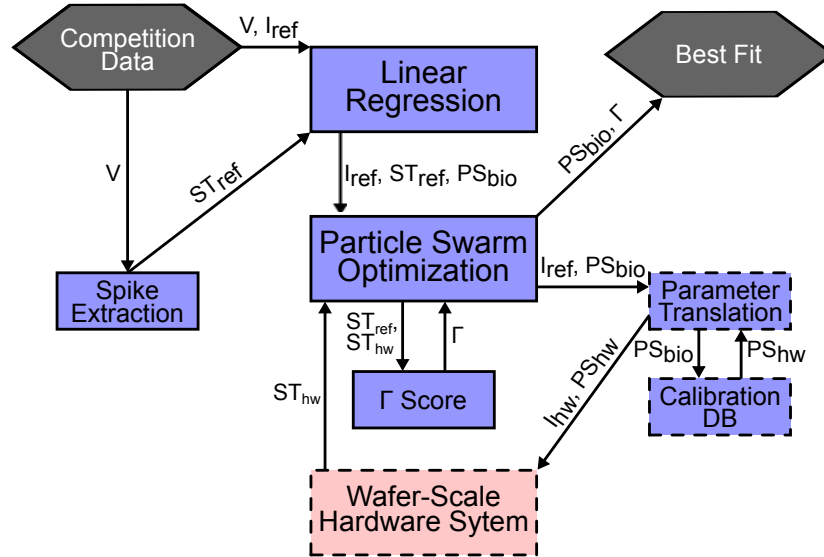 Competition
Data
V, Iref
Linear
Regression
Best Fit
V
STref
Iref, STref, PSbio
PSbio, Γ
Particle Swarm
Optimization
Iref, PSbio
Spike
Extraction
Parameter
Translation
STref,
SThw
Γ
PSbio
PShw
SThw
Γ Score
Ihw, PShw
Calibration
DB
Wafer-Scale
Hardware Sytem